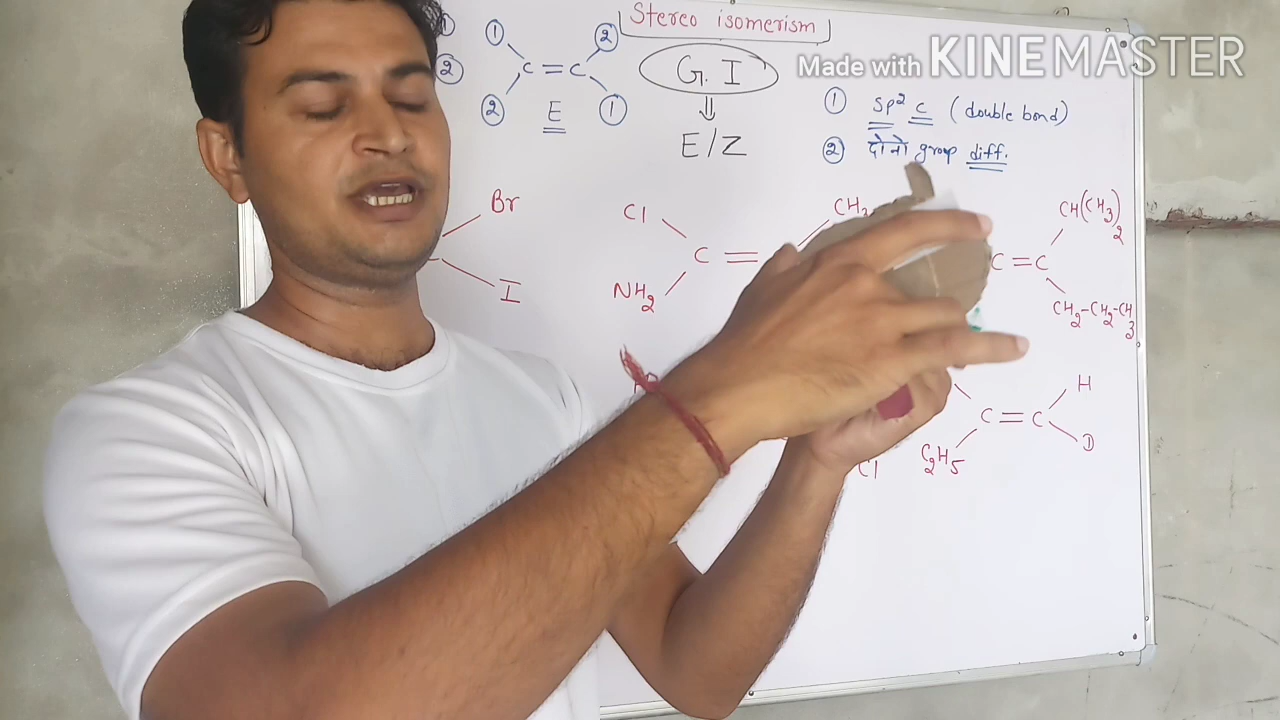 Stereo isomerism
Made with KINEMASTER
① ②
② C = C
② E ①
G. I
⇓
E/Z
① Sp² C (double bond)
② दोनो group diff.
Br
I
Cl CH₃
C =
NH₂
CH(CH₃)₂
C = C
CH₂-CH₂-CH₃
H
C = C
C₂H₅ D
Cl